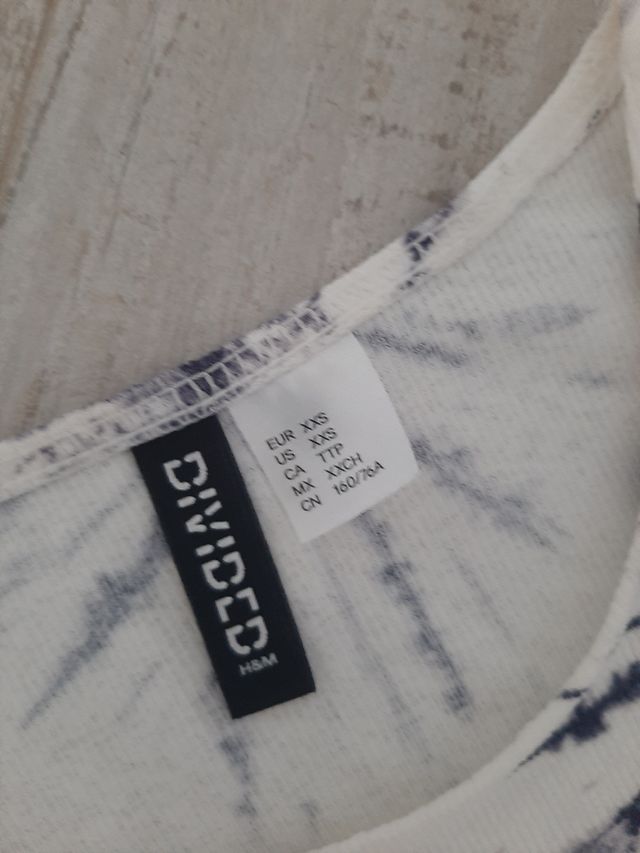 DIVIDED
H&M
EUR XXS
US XXS
CA TTP
MX XXCH
CN 160/76A